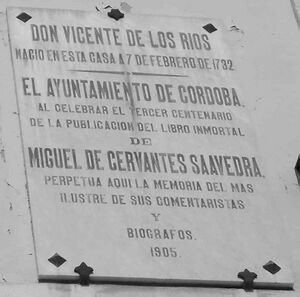 DON VICENTE DE LOS RIOS
NACIO EN ESTA CASA A 7 DE FEBRERO DE 1732
EL AYUNTAMIENTO DE CORDOBA.
AL CELEBRAR EL TERCER CENTENARIO
DE LA PUBLICACION DEL LIBRO INMORTAL
DE
MIGUEL DE CERVANTES SAAVEDRA.
PERPETUA AQUI LA MEMORIA DEL MAS
ILUSTRE DE SUS COMENTARISTAS
Y
BIOGRAFOS.
1905.